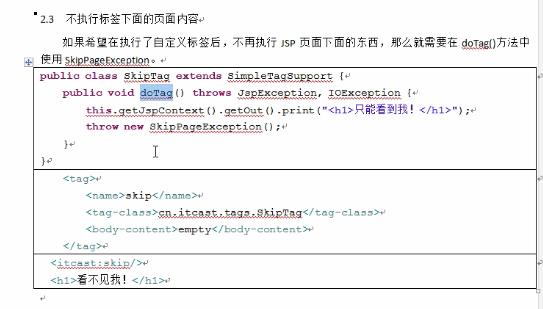 2.3 不执行标签下面的页面内容
如果希望在执行了自定义标签后，不再执行 JSP 页面下面的东西，那么就需要在 doTag()方法中
使用 SkipPageException。
public class SkipTag extends SimpleTagSupport {
public void doTag() throws JspException, IOException {
this.getJspContext().getOut().print("<h1>只能看到我！</h1>");
throw new SkipPageException();
}
}
<tag>
<name>skip</name>
<tag-class>cn.itcast.tags.SkipTag</tag-class>
<body-content>empty</body-content>
</tag>
<itcast:skip/>
<h1>看不见我！</h1>